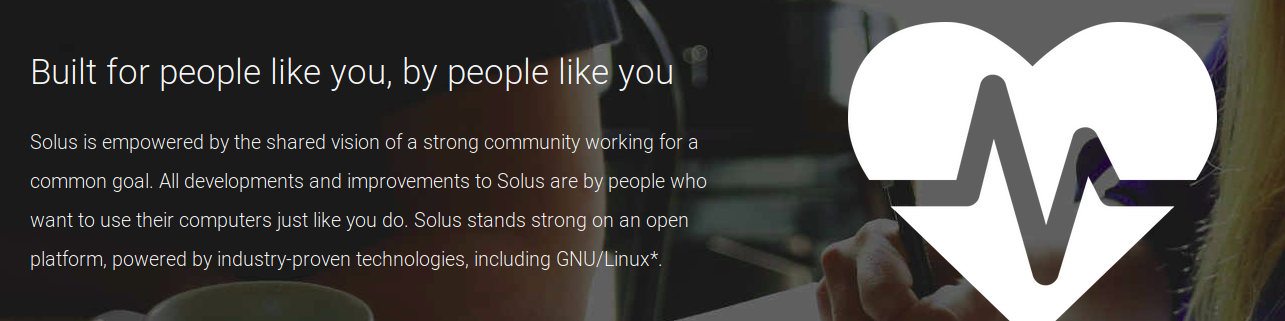 Built for people like you, by people like you
Solus is empowered by the shared vision of a strong community working for a
common goal. All developments and improvements to Solus are by people who
want to use their computers just like you do. Solus stands strong on an open
platform, powered by industry-proven technologies, including GNU/Linux*.